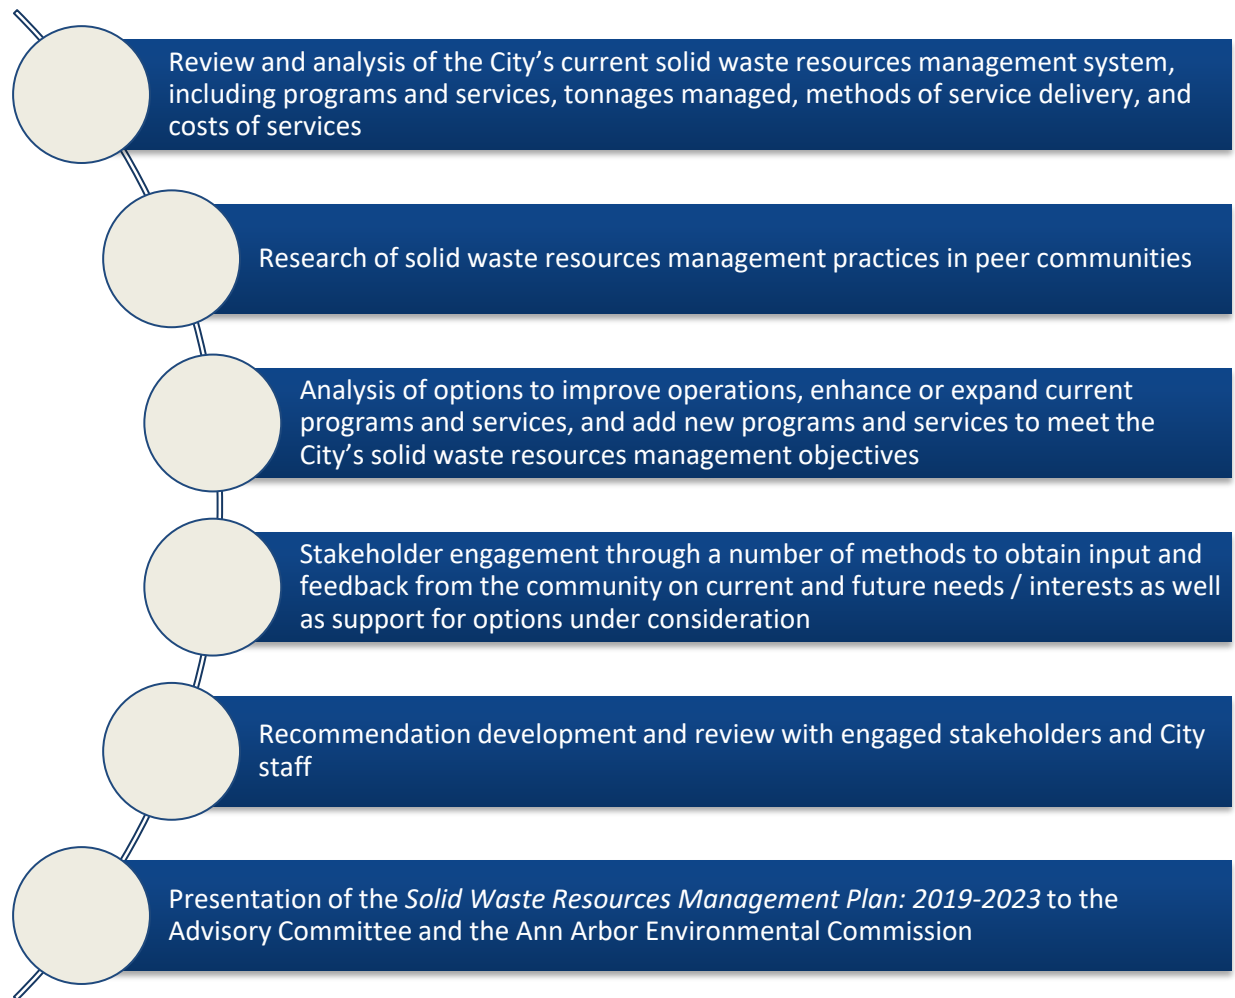 Review and analysis of the City’s current solid waste resources management system,
including programs and services, tonnages managed, methods of service delivery, and
costs of services
Research of solid waste resources management practices in peer communities
Analysis of options to improve operations, enhance or expand current
programs and services, and add new programs and services to meet the
City’s solid waste resources management objectives
Stakeholder engagement through a number of methods to obtain input and
feedback from the community on current and future needs / interests as well
as support for options under consideration
Recommendation development and review with engaged stakeholders and City
staff
Presentation of the Solid Waste Resources Management Plan: 2019-2023 to the
Advisory Committee and the Ann Arbor Environmental Commission